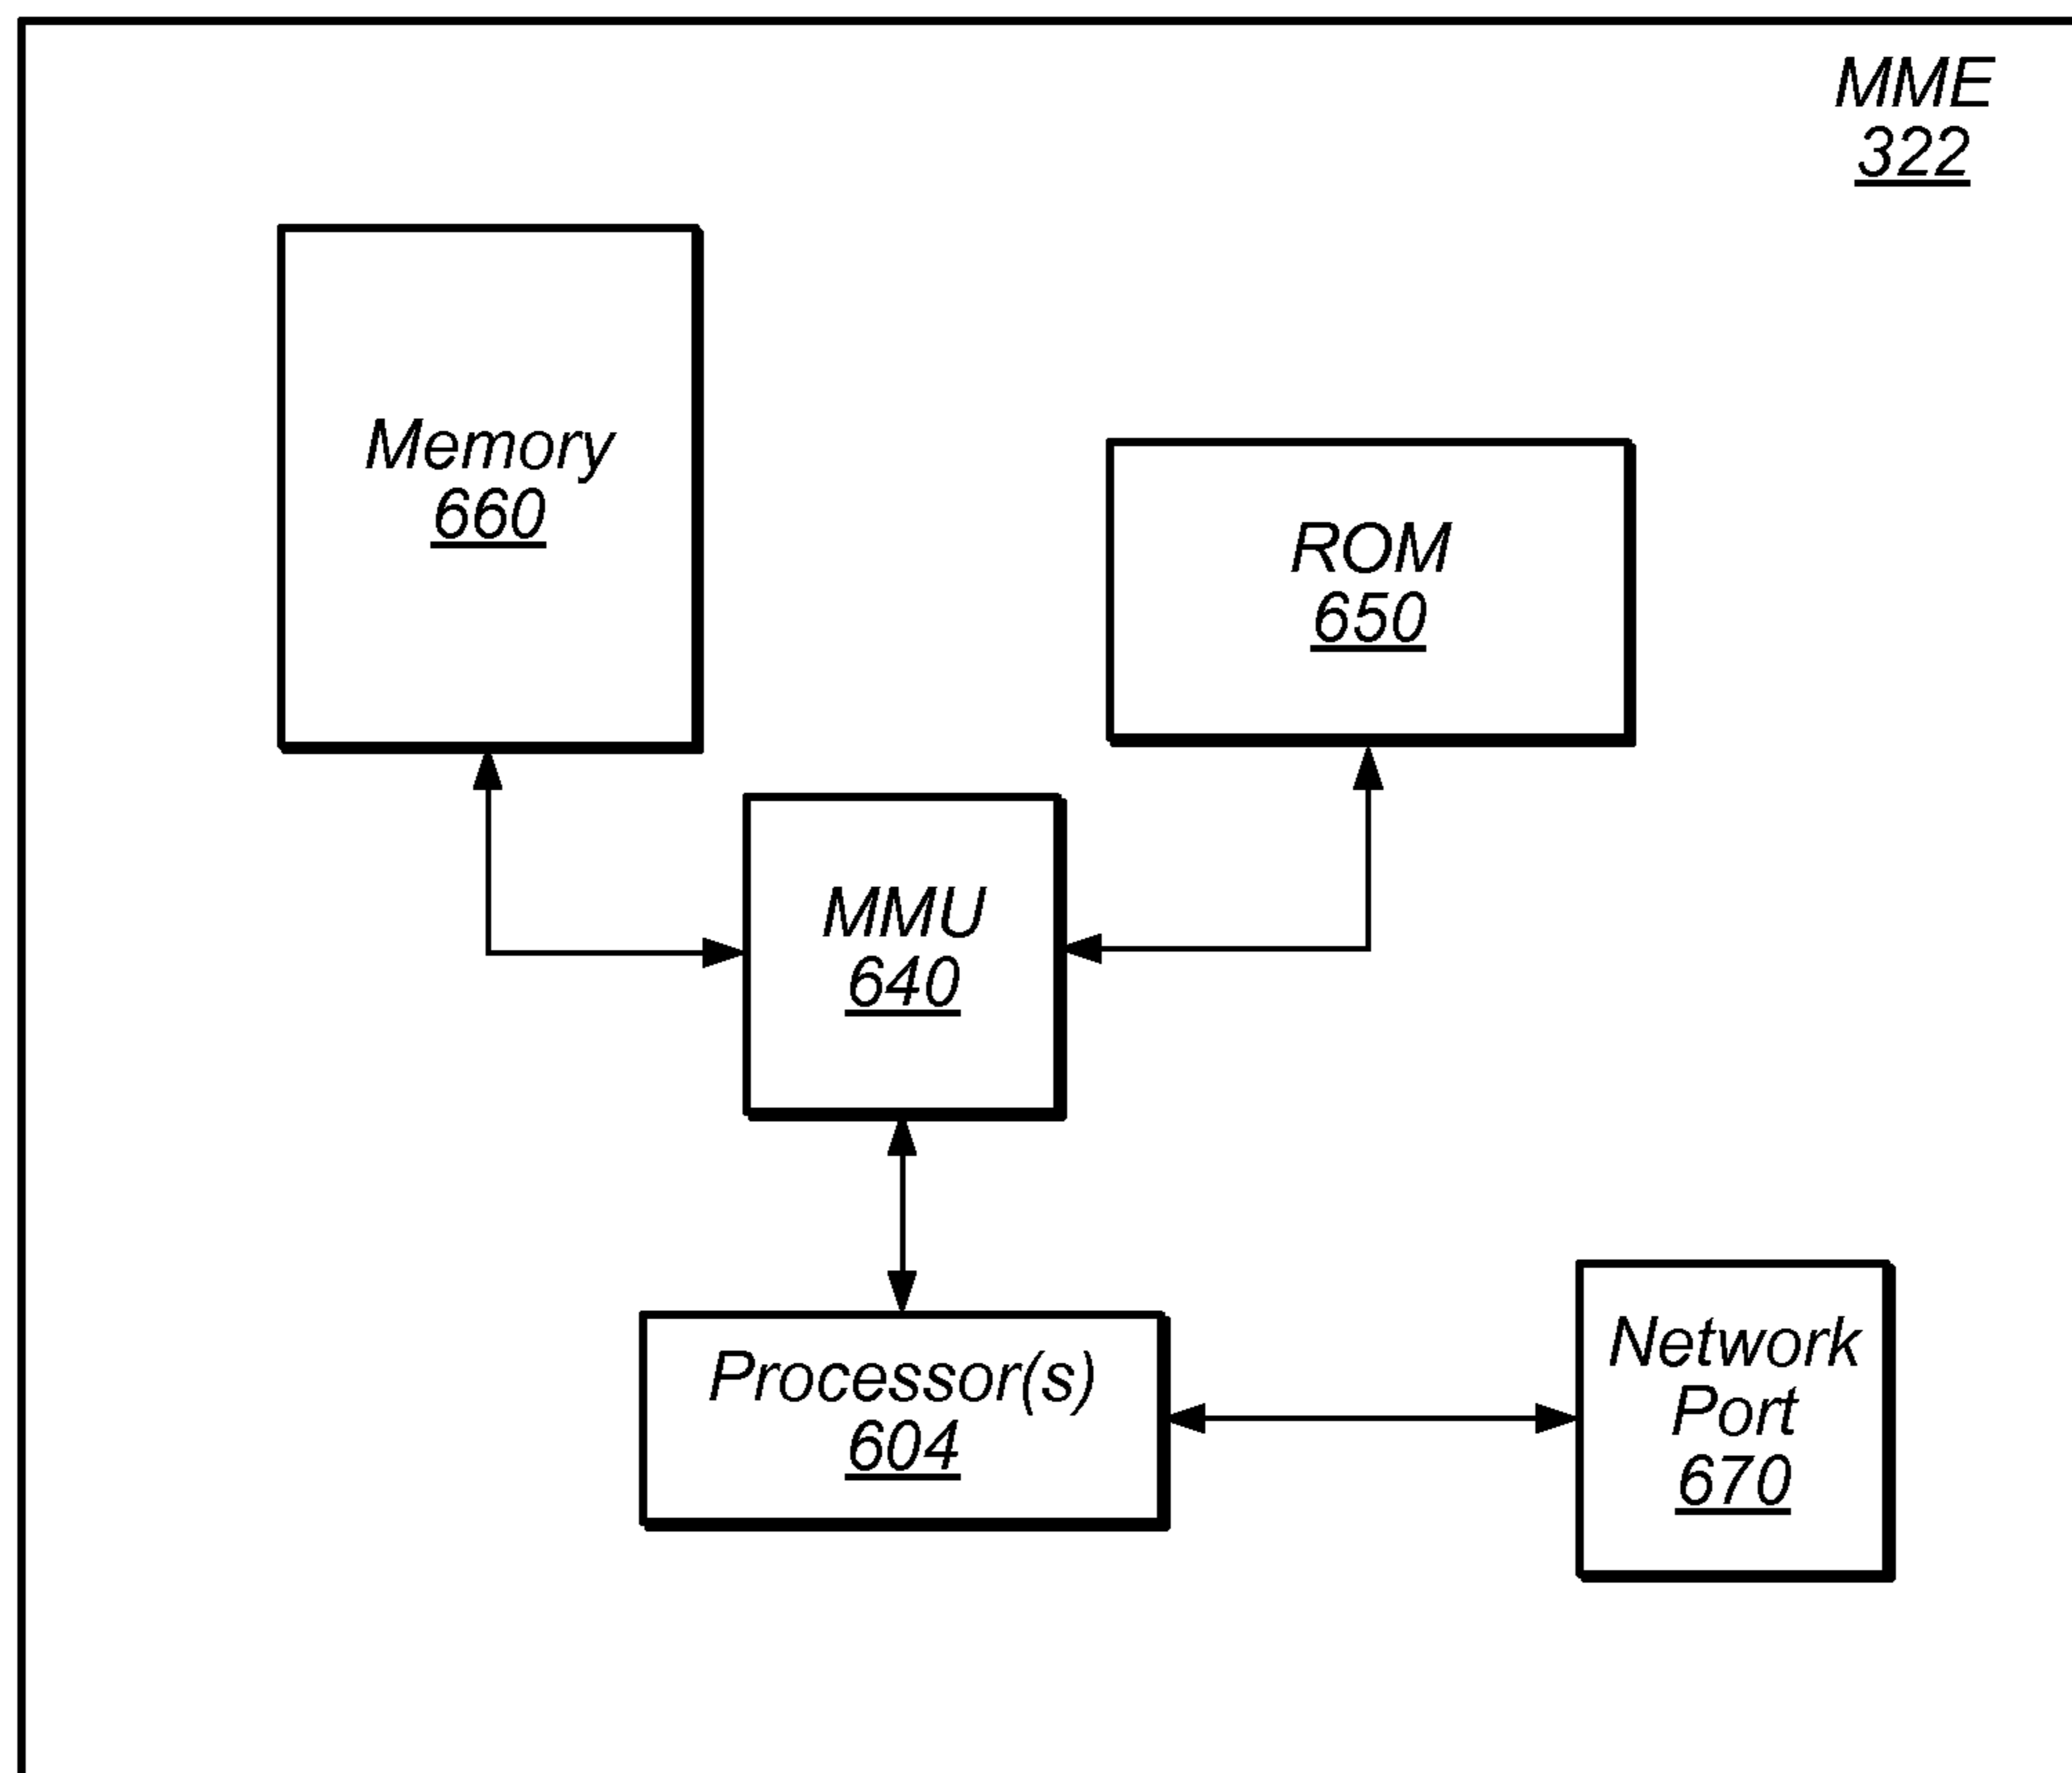 MME
322
Memory
660
ROM
650
MMU
640
Processor(s)
604
Network
Port
670